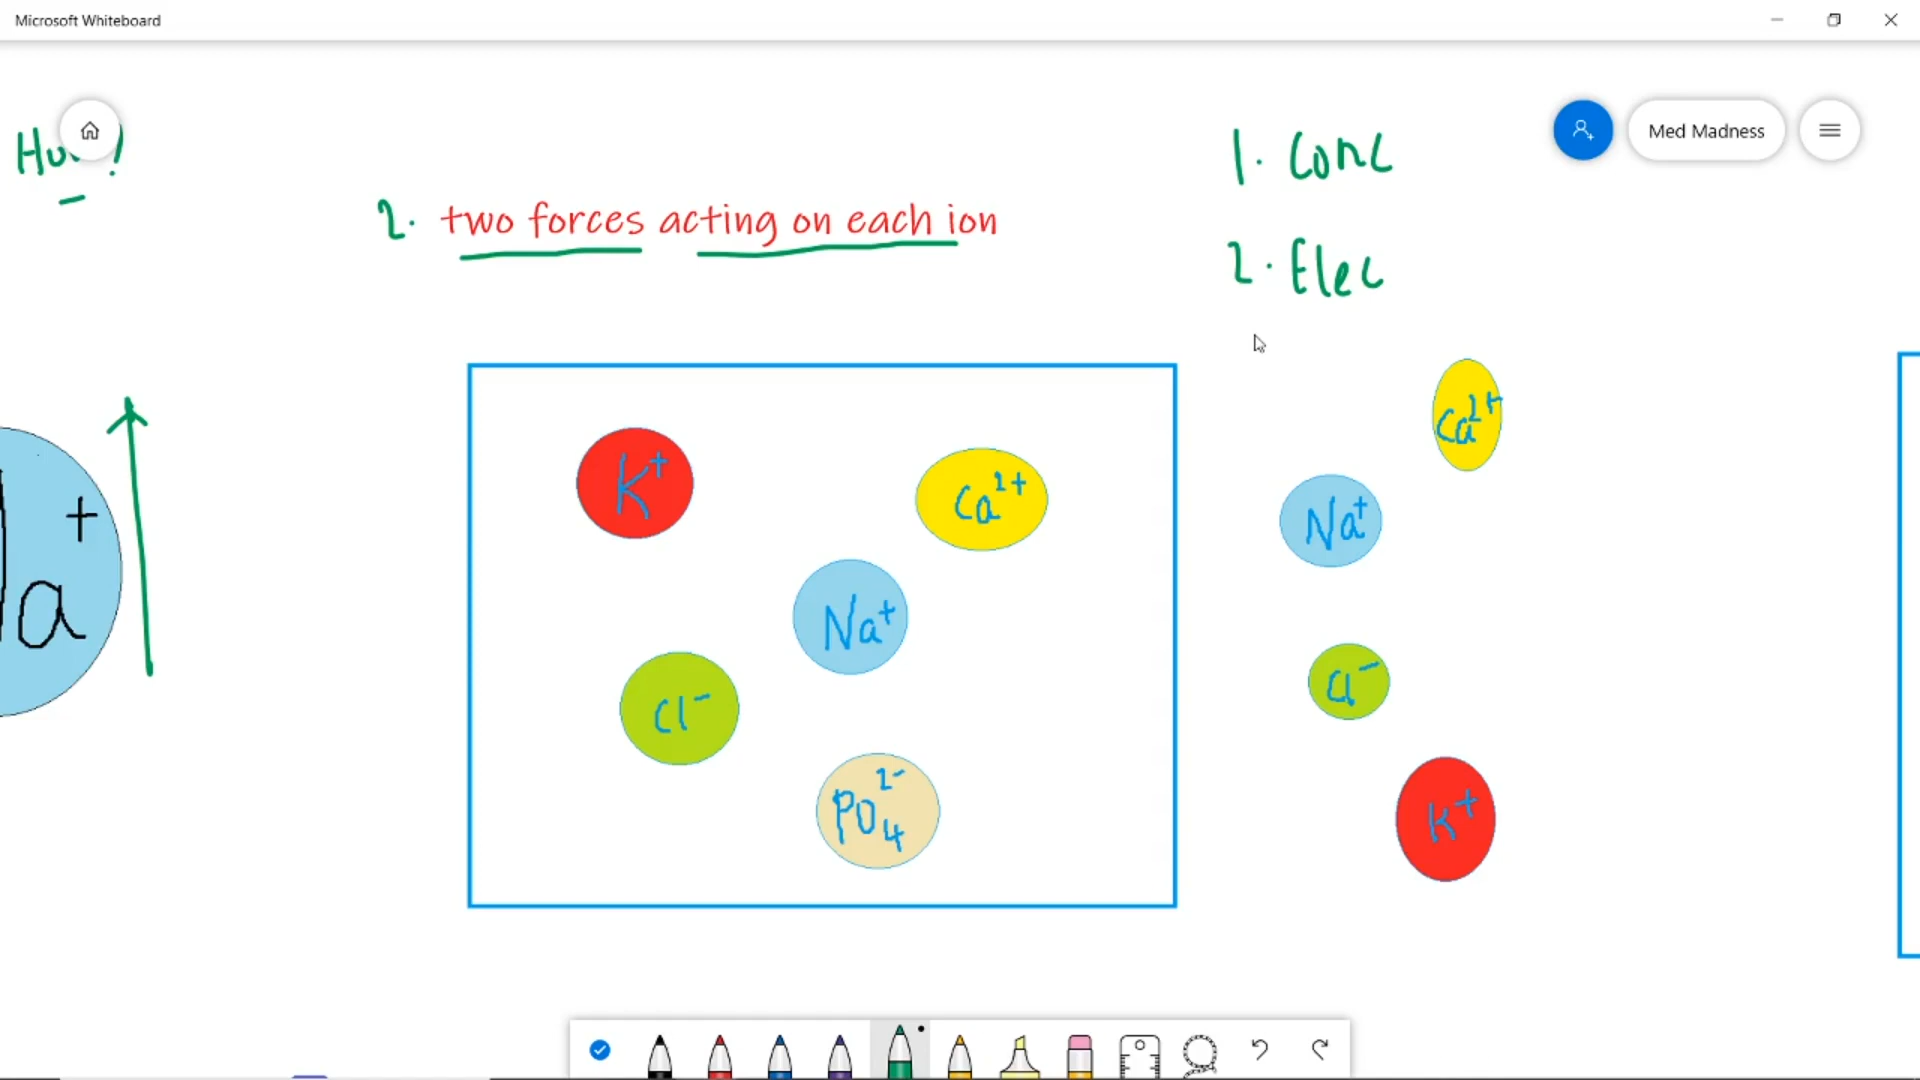 Microsoft Whiteboard
Med Madness
1. Conc
2. two forces acting on each ion
2. Elec
K+
Ca2+
Na+
Cl-
PO4 2-
Ca2+
Na+
Cl-
K+
a+